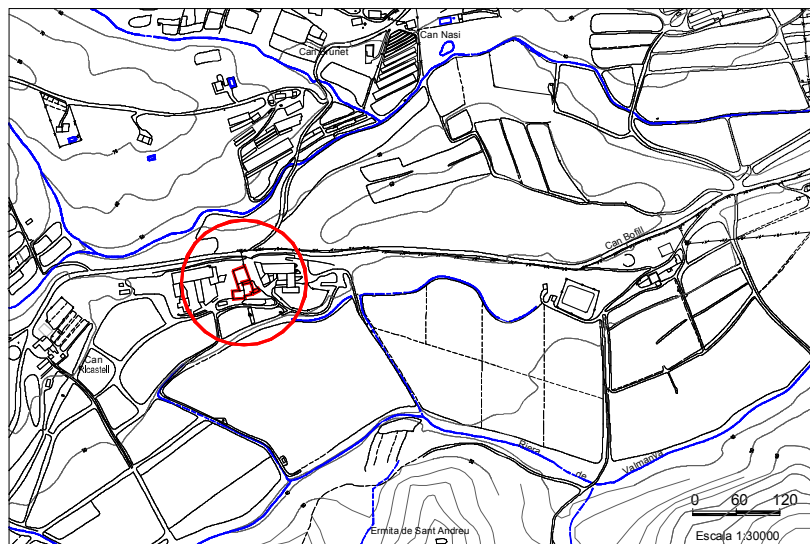 Can Nasi
Can Brunet
Can Bofill
Can
Ricastell
Riera
de
Valmanya
Ermita de Sant Andreu
0 60 120
Escala 1:30000